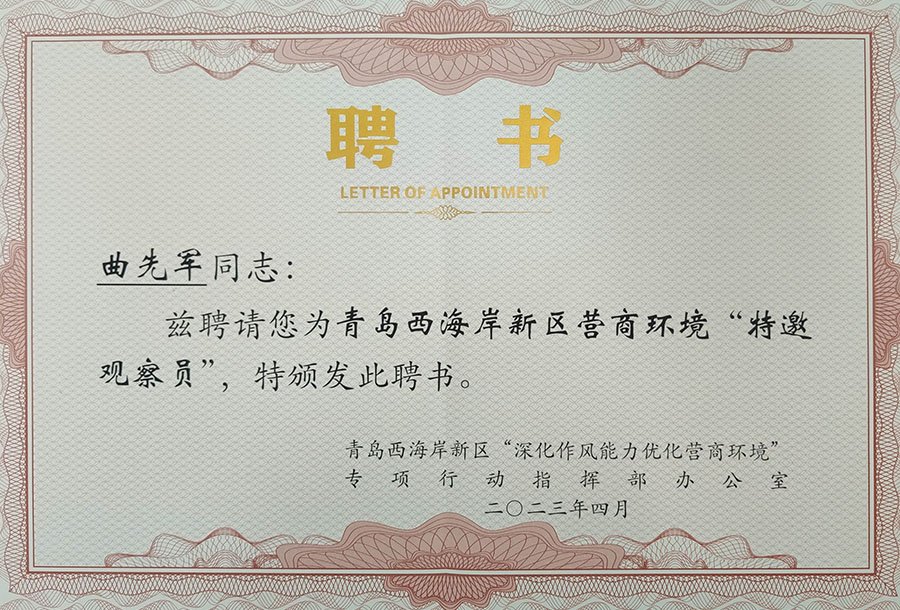 聘书
LETTER OF APPOINTMENT
曲先军同志：
兹聘请您为青岛西海岸新区营商环境“特邀
观察员”，特颁发此聘书。
青岛西海岸新区“深化作风能力优化营商环境”
专项行动指挥部办公室
二〇二三年四月